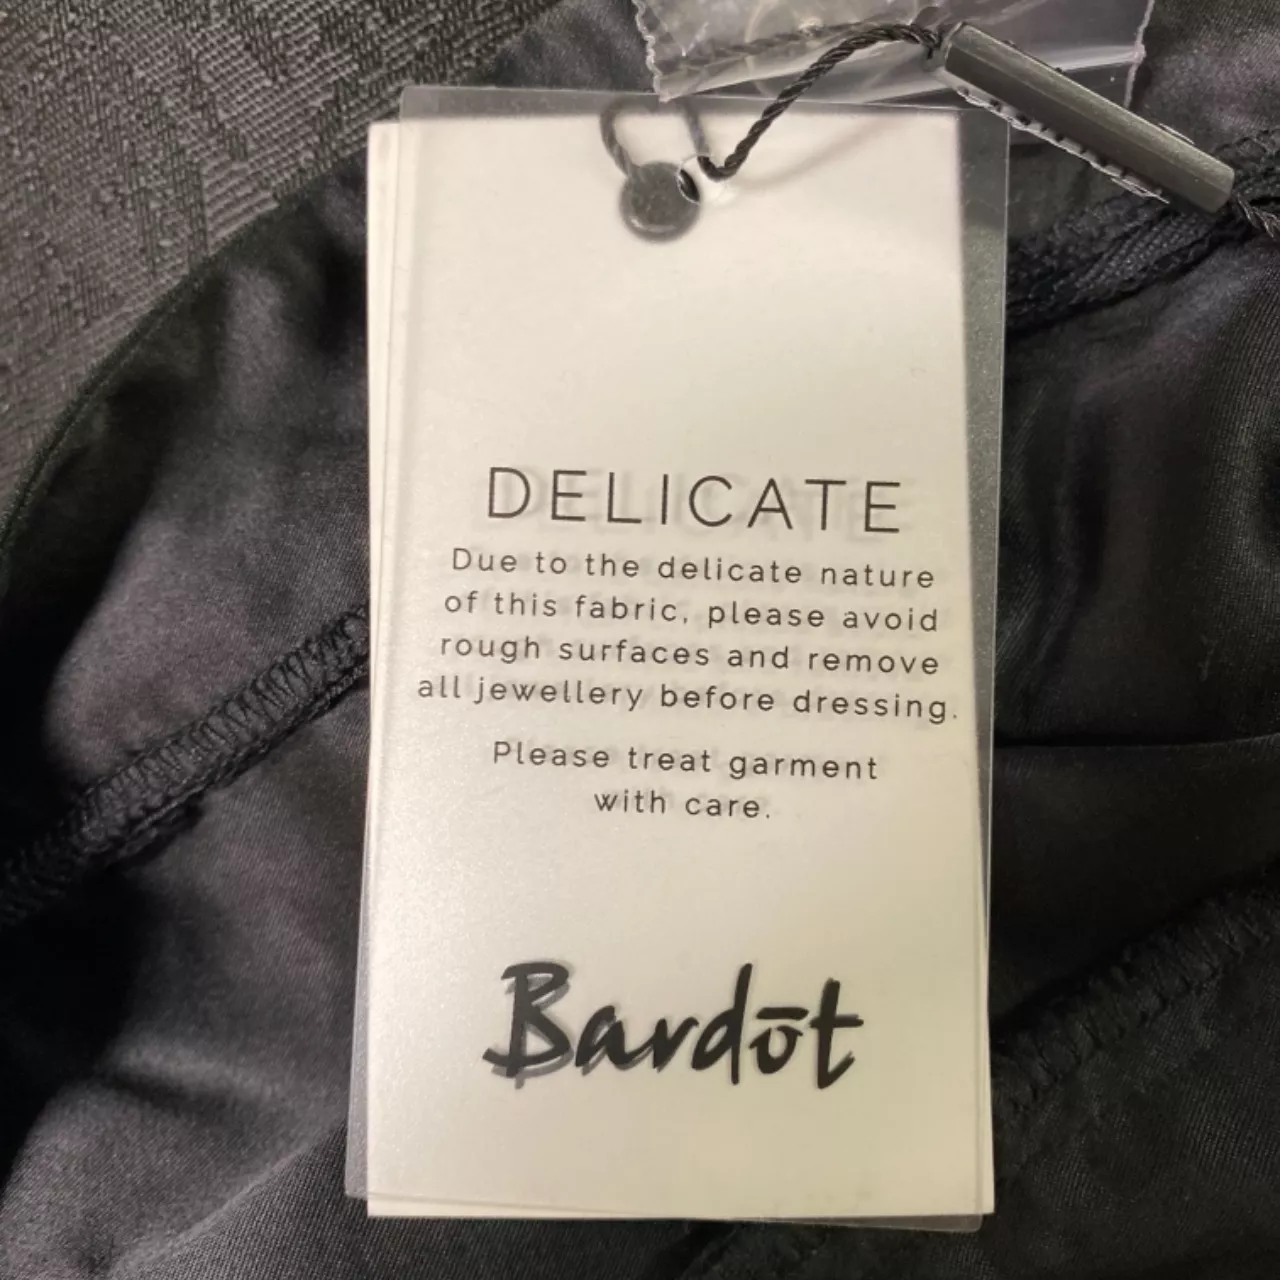 DELICATE
Due to the delicate nature
of this fabric, please avoid
rough surfaces and remove
all jewellery before dressing.
Please treat garment
with care.
Bardōt